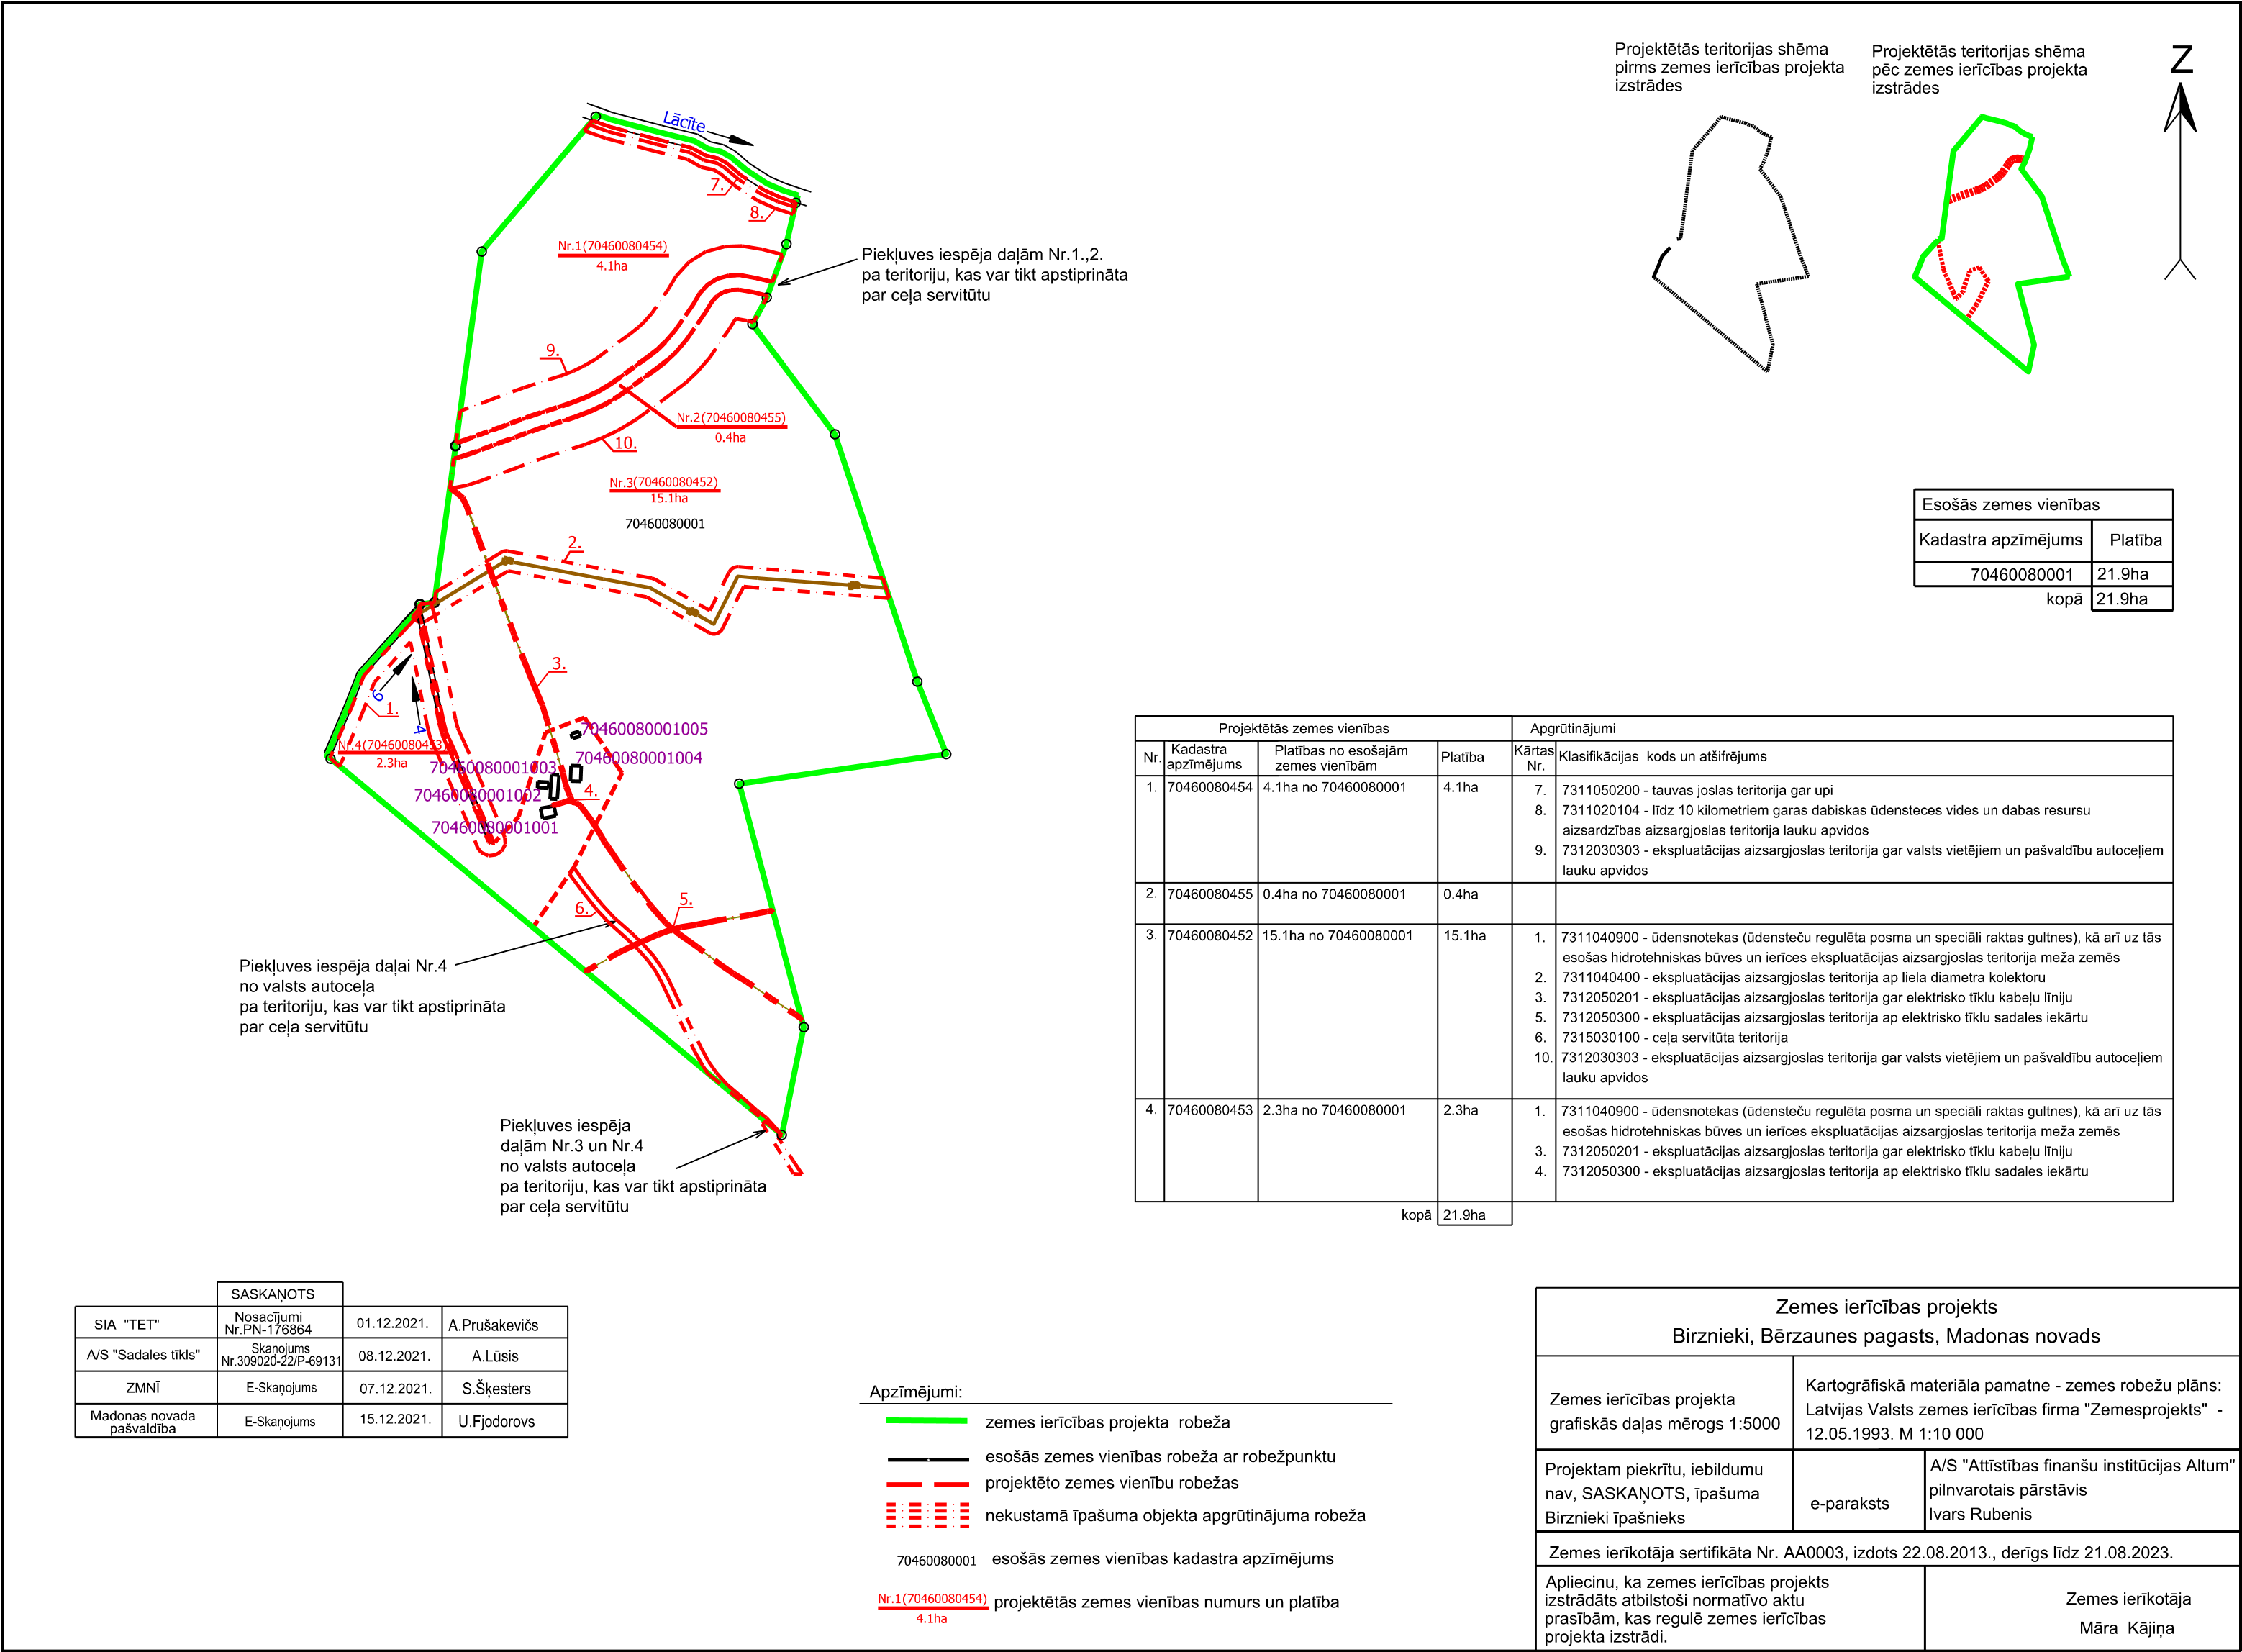 Projektētās teritorijas shēma
pirms zemes ierīcības projekta
izstrādes
Projektētās teritorijas shēma
pēc zemes ierīcības projekta
izstrādes
Z
Lācīte
7.
8.
Nr.1(70460080454)
4.1ha
Piekļuves iespēja daļām Nr.1.,2.
pa teritoriju, kas var tikt apstiprināta
par ceļa servitūtu
9.
Nr.2(70460080455)
0.4ha
10.
Nr.3(70460080452)
15.1ha
70460080001
2.
3.
6
1.
4
Nr.4(70460080453)
2.3ha
70460080001005
70460080001004
70460080001003
70460080001002
70460080001001
4.
5.
6.
Piekļuves iespēja daļai Nr.4
no valsts autoceļa
pa teritoriju, kas var tikt apstiprināta
par ceļa servitūtu
Piekļuves iespēja
daļām Nr.3 un Nr.4
no valsts autoceļa
pa teritoriju, kas var tikt apstiprināta
par ceļa servitūtu
Esošās zemes vienības
Kadastra apzīmējums Platība
70460080001 21.9ha
kopā 21.9ha
Projektētās zemes vienības Apgrūtinājumi
Nr. Kadastra apzīmējums Platības no esošajām zemes vienībām Platība Kārtas Nr. Klasifikācijas kods un atšifrējums
1. 70460080454 4.1ha no 70460080001 4.1ha 7. 7311050200 - tauvas joslas teritorija gar upi
8. 7311020104 - līdz 10 kilometriem garas dabiskas ūdensteces vides un dabas resursu
aizsardzības aizsargjoslas teritorija lauku apvidos
9. 7312030303 - ekspluatācijas aizsargjoslas teritorija gar valsts vietējiem un pašvaldību autoceļiem
lauku apvidos
2. 70460080455 0.4ha no 70460080001 0.4ha
3. 70460080452 15.1ha no 70460080001 15.1ha 1. 7311040900 - ūdensnotekas (ūdensteču regulēta posma un speciāli raktas gultnes), kā arī uz tās
esošas hidrotehniskas būves un ierīces ekspluatācijas aizsargjoslas teritorija meža zemēs
2. 7311040400 - ekspluatācijas aizsargjoslas teritorija ap liela diametra kolektoru
3. 7312050201 - ekspluatācijas aizsargjoslas teritorija gar elektrisko tīklu kabeļu līniju
5. 7312050300 - ekspluatācijas aizsargjoslas teritorija ap elektrisko tīklu sadales iekārtu
6. 7315030100 - ceļa servitūta teritorija
10. 7312030303 - ekspluatācijas aizsargjoslas teritorija gar valsts vietējiem un pašvaldību autoceļiem
lauku apvidos
4. 70460080453 2.3ha no 70460080001 2.3ha 1. 7311040900 - ūdensnotekas (ūdensteču regulēta posma un speciāli raktas gultnes), kā arī uz tās
esošas hidrotehniskas būves un ierīces ekspluatācijas aizsargjoslas teritorija meža zemēs
3. 7312050201 - ekspluatācijas aizsargjoslas teritorija gar elektrisko tīklu kabeļu līniju
4. 7312050300 - ekspluatācijas aizsargjoslas teritorija ap elektrisko tīklu sadales iekārtu
kopā 21.9ha
SASKAŅOTS
SIA "TET" Nosacījumi Nr.PN-176864 01.12.2021. A.Prušakevičs
A/S "Sadales tīkls" Skaņojums Nr.309020-22/P-69131 08.12.2021. A.Lūsis
ZMNĪ E-Skaņojums 07.12.2021. S.Šķesters
Madonas novada pašvaldība E-Skaņojums 15.12.2021. U.Fjodorovs
Apzīmējumi:
zemes ierīcības projekta robeža
esošās zemes vienības robeža ar robežpunktu
projektēto zemes vienību robežas
nekustamā īpašuma objekta apgrūtinājuma robeža
70460080001 esošās zemes vienības kadastra apzīmējums
Nr.1(70460080454) projektētās zemes vienības numurs un platība
4.1ha
Zemes ierīcības projekts
Birznieki, Bērzaunes pagasts, Madonas novads
Zemes ierīcības projekta
grafiskās daļas mērogs 1:5000
Kartogrāfiskā materiāla pamatne - zemes robežu plāns:
Latvijas Valsts zemes ierīcības firma "Zemesprojekts" -
12.05.1993. M 1:10 000
Projektam piekrītu, iebildumu
nav, SASKAŅOTS, īpašuma
Birznieki īpašnieks
e-paraksts
A/S "Attīstības finanšu institūcijas Altum"
pilnvarotais pārstāvis
Ivars Rubenis
Zemes ierīkotāja sertifikāta Nr. AA0003, izdots 22.08.2013., derīgs līdz 21.08.2023.
Apliecinu, ka zemes ierīcības projekts
izstrādāts atbilstoši normatīvo aktu
prasībām, kas regulē zemes ierīcības
projekta izstrādi.
Zemes ierīkotāja
Māra Kājiņa